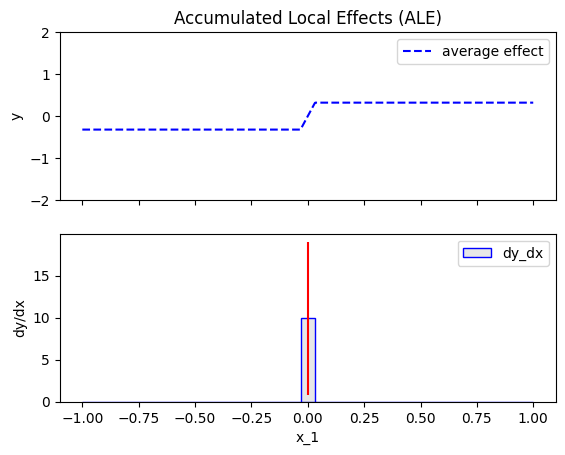 Accumulated Local Effects (ALE)
2
average effect
1
y
0
−1
−2
dy_dx
15
dy/dx
10
5
0
−1.00 −0.75 −0.50 −0.25 0.00 0.25 0.50 0.75 1.00
x_1